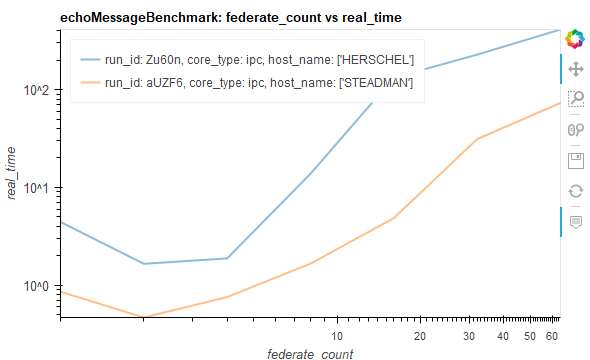 echoMessageBenchmark: federate_count vs real_time
run_id: Zu60n, core_type: ipc, host_name: ['HERSCHEL']
run_id: aUZF6, core_type: ipc, host_name: ['STEADMAN']
10^2
10^1
10^0
real_time
10 20 30 40 50 60
federate_count